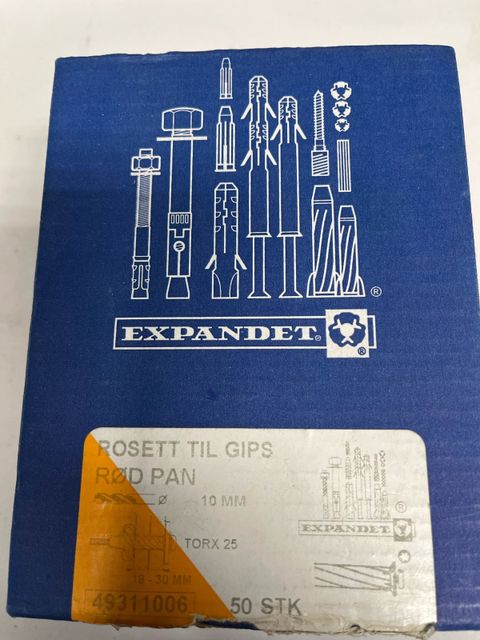 ®
EXPANDET®
®
ROSETT TIL GIPS
RØD PAN
Ø 10 MM
®
EXPANDET®
TORX 25
18 - 30 MM
49311006 50 STK